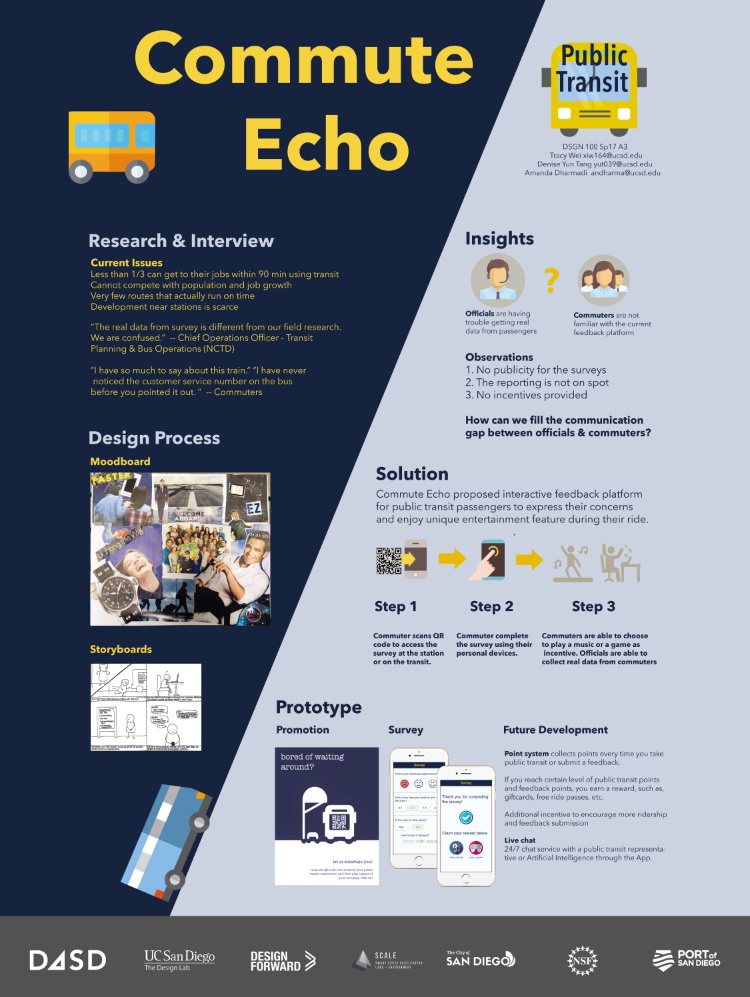 Commute
Echo
Public
Transit
DSGN 100 Sp17 A3
Tracy Wei xiw164@ucsd.edu
Denise Yun Tang yut039@ucsd.edu
Amanda Dharmadi andharma@ucsd.edu
Research & Interview
Current Issues
Less than 1/3 can get to their jobs within 90 min using transit
Cannot compete with population and job growth
Very few routes that actually run on time
Development near stations is scarce
"The real data from survey is different from our field research.
We are confused." -- Chief Operations Officer - Transit
Planning & Bus Operations (NCTD)
"I have so much to say about this train." "I have never
noticed the customer service number on the bus
before you pointed it out. " -- Commuters
Insights
?
Officials are having
trouble getting real
data from passengers
Commuters are not
familiar with the current
feedback platform
Observations
1. No publicity for the surveys
2. The reporting is not on spot
3. No incentives provided
How can we fill the communication
gap between officials & commuters?
Design Process
Moodboard
FASTER
WELCOME
ABOARD
EZ
Storyboards
Solution
Commute Echo proposed interactive feedback platform
for public transit passengers to express their concerns
and enjoy unique entertainment feature during their ride.
Step 1
Step 2
Step 3
Commuter scans QR
code to access the
survey at the station
or on the transit.
Commuter complete
the survey using their
personal devices.
Commuters are able to choose
to play a music or a game as
incentive. Officials are able to
collect real data from commuters
Prototype
Promotion
bored of waiting
around?
let us entertain you!
Survey
Survey
Survey
Thank you for completing
the survey!
Claim your reward below
Future Development
Point system collects points every time you take
public transit or submit a feedback.
If you reach certain level of public transit points
and feedback points, you earn a reward, such as,
giftcards, free ride passes, etc.
Additional incentive to encourage more ridership
and feedback submission
Live chat
24/7 chat service with a public transit representa-
tive or Artificial Intelligence through the App.
D4SD
UC San Diego
The Design Lab
DESIGN
FORWARD
SCALE
SMART CITIES ACCELERATOR
LABS + ENVIRONMENT
The City of
SAN DIEGO
NSF
PORT of
SAN DIEGO